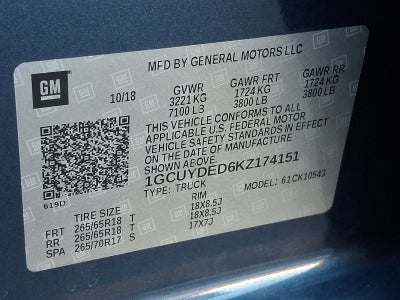 GM
MFD BY GENERAL MOTORS LLC
10/18 GVWR GAWR FRT GAWR RR
3221 KG 1724 KG 1724 KG
7100 LB 3800 LB 3800 LB
THIS VEHICLE CONFORMS TO ALL
APPLICABLE U.S. FEDERAL MOTOR
VEHICLE SAFETY STANDARDS IN EFFECT
ON THE DATE OF MANUFACTURE
SHOWN ABOVE.
1GCUYDED6KZ174151
619D TYPE: TRUCK MODEL: 61CK10543
TIRE SIZE RIM
FRT 265/65R18 T 18X8.5J
RR 265/65R18 T 18X8.5J
SPA 265/70R17 S 17X7J